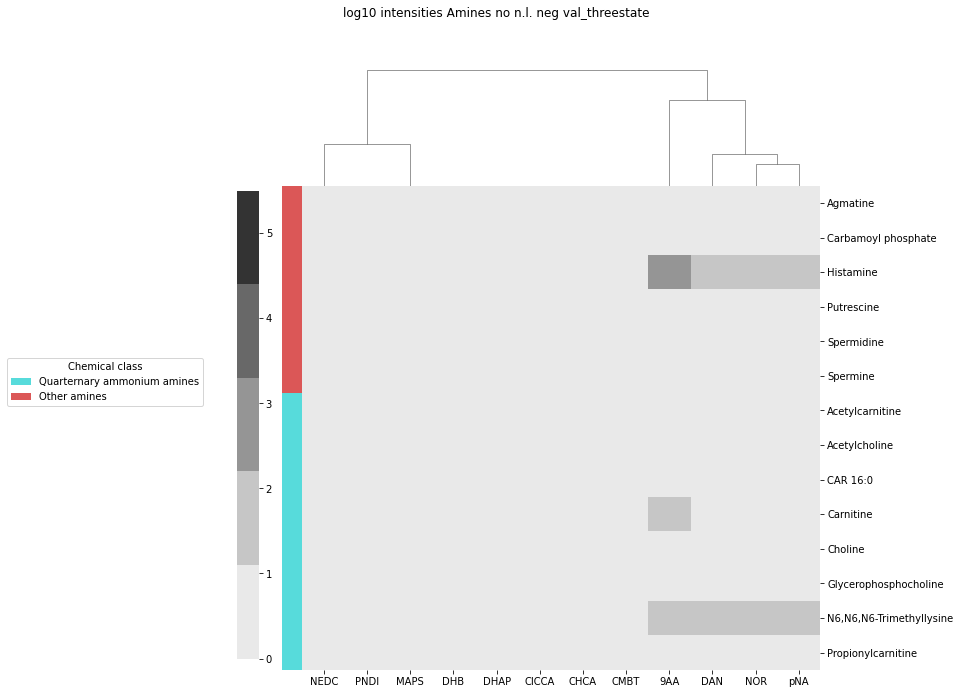 log10 intensities Amines no n.l. neg val_threestate
5
4
3
2
1
0
Chemical class
Quarternary ammonium amines
Other amines
Agmatine
Carbamoyl phosphate
Histamine
Putrescine
Spermidine
Spermine
Acetylcarnitine
Acetylcholine
CAR 16:0
Carnitine
Choline
Glycerophosphocholine
N6,N6,N6-Trimethyllysine
Propionylcarnitine
NEDC PNDI MAPS DHB DHAP ClCCA CHCA CMBT 9AA DAN NOR pNA